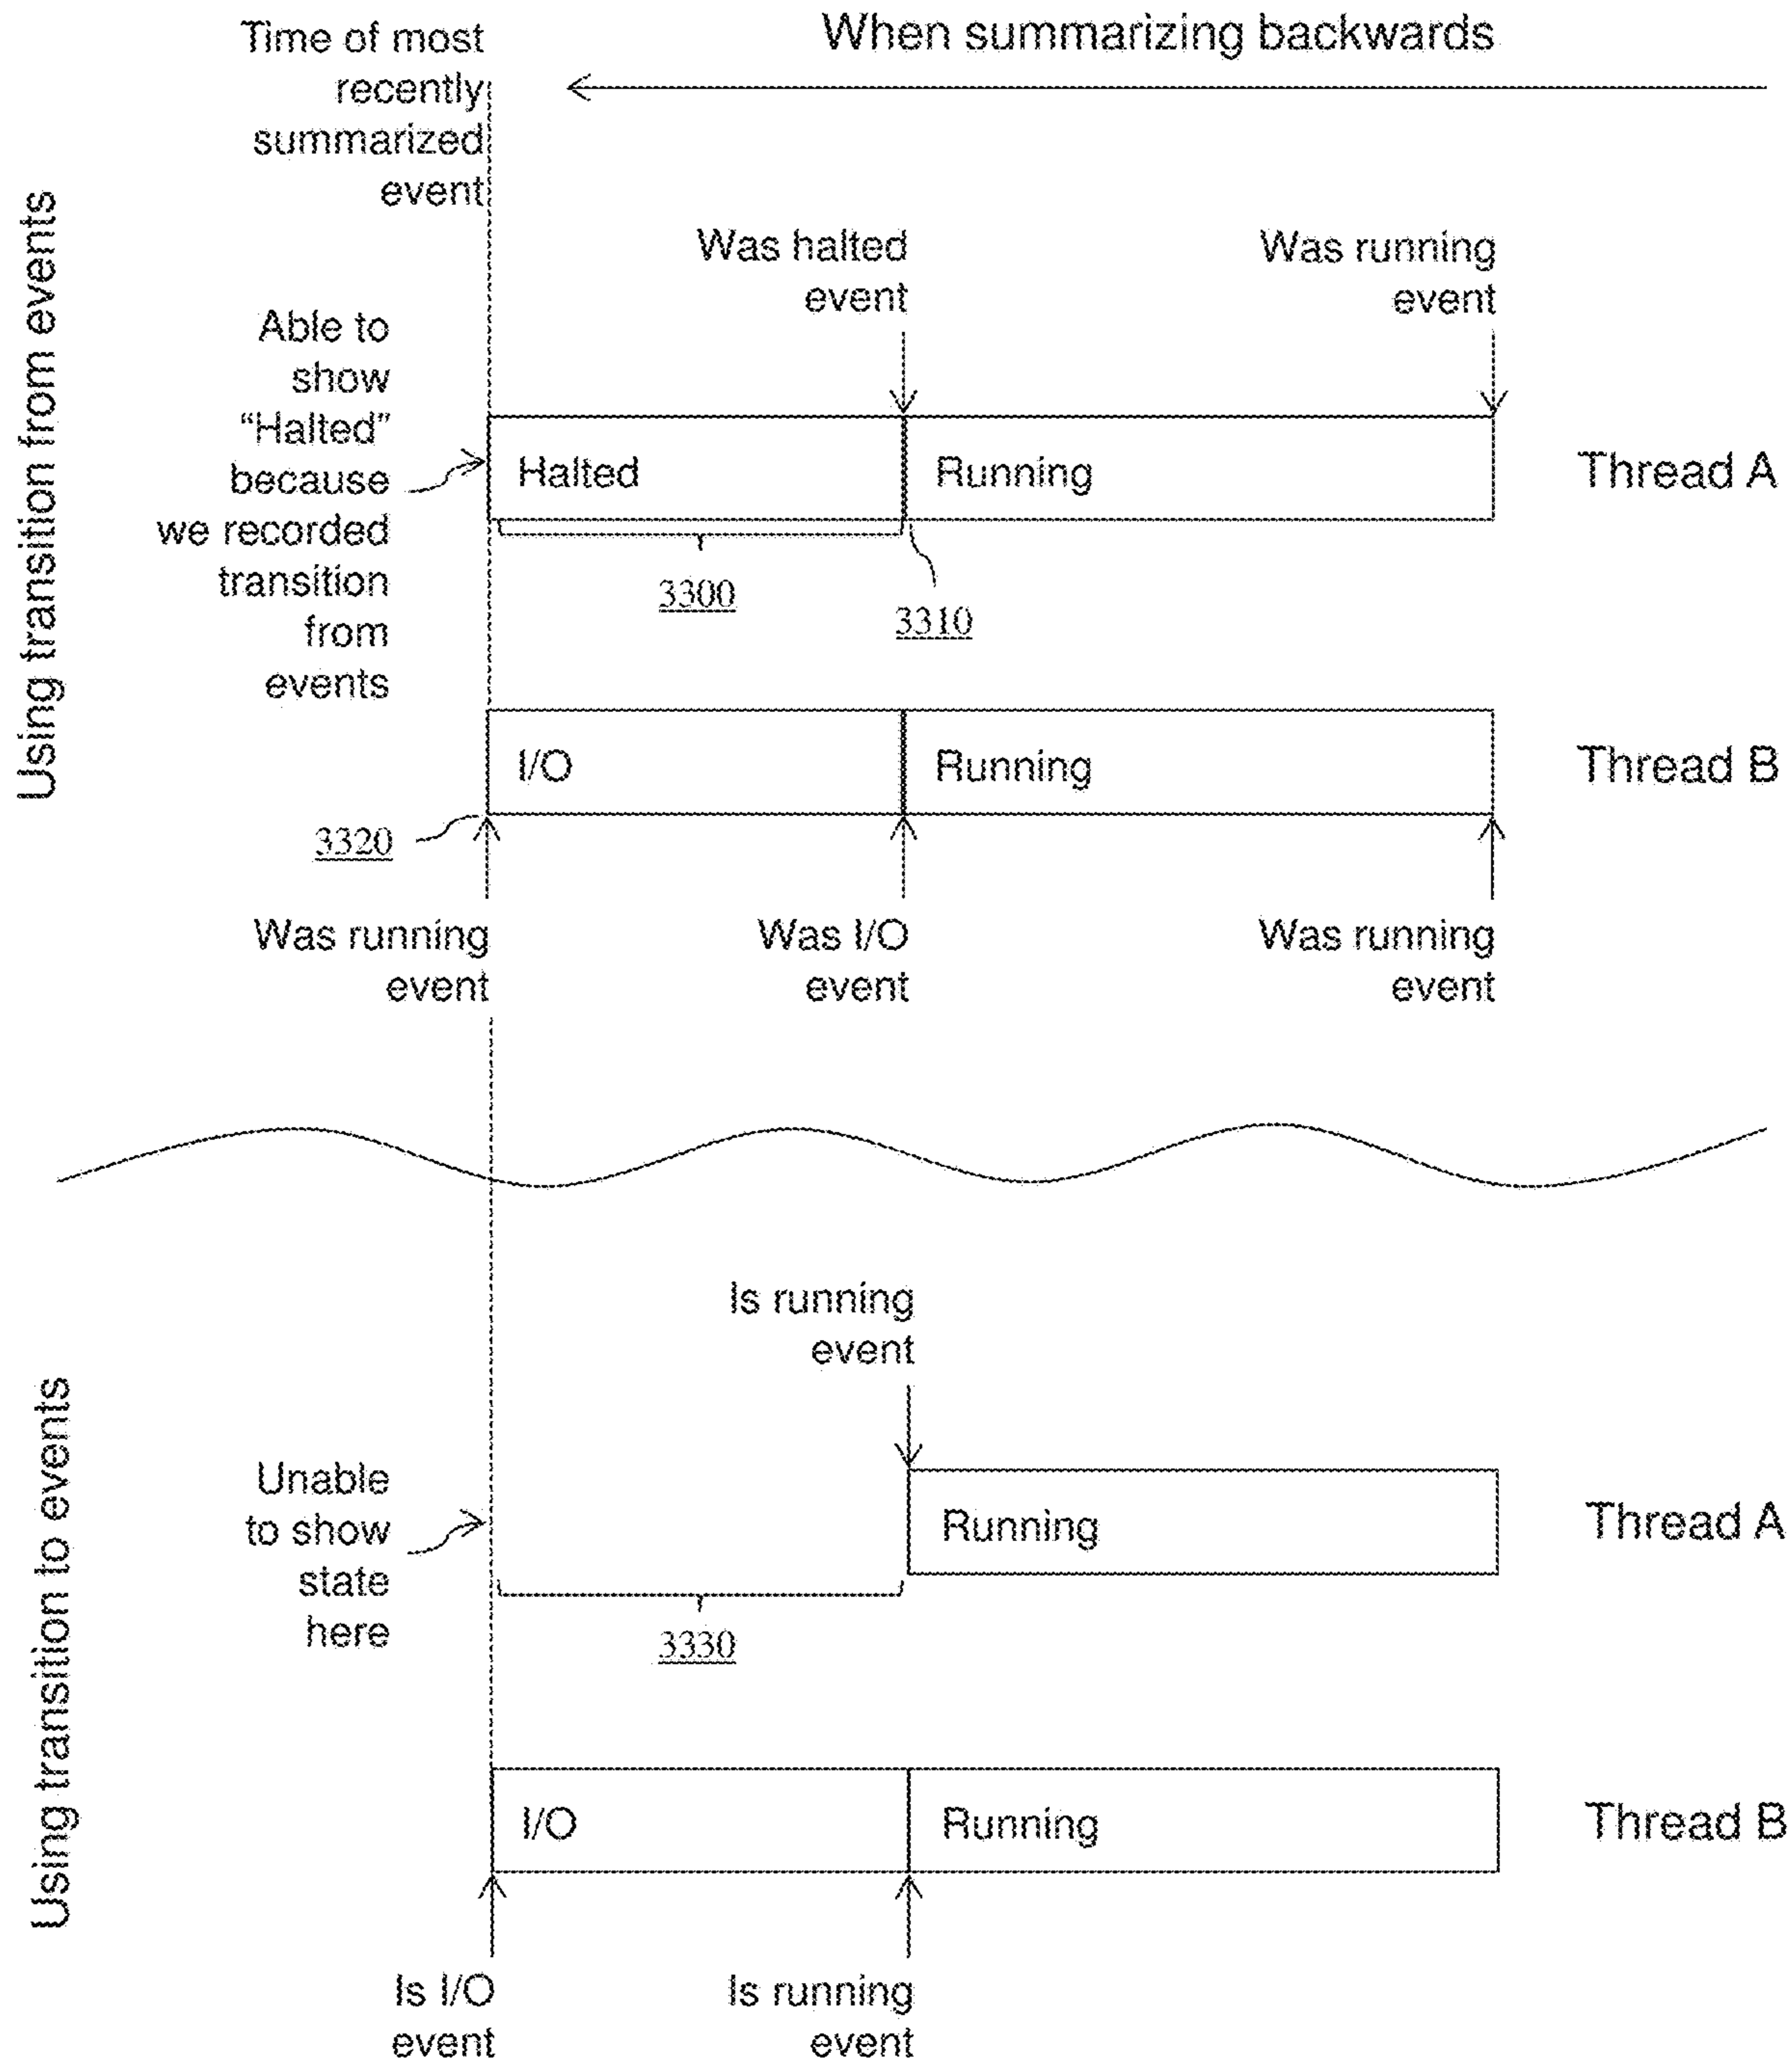 Time of most
recently
summarized
event
When summarizing backwards
Using transition from events
Was halted
event
Was running
event
Able to
show
“Halted”
because
we recorded
transition
from
events
Halted
Running
Thread A
3300
3310
I/O
Running
Thread B
3320
Was running
event
Was I/O
event
Was running
event
Using transition to events
Is running
event
Unable
to show
state
here
Running
Thread A
3330
I/O
Running
Thread B
Is I/O
event
Is running
event